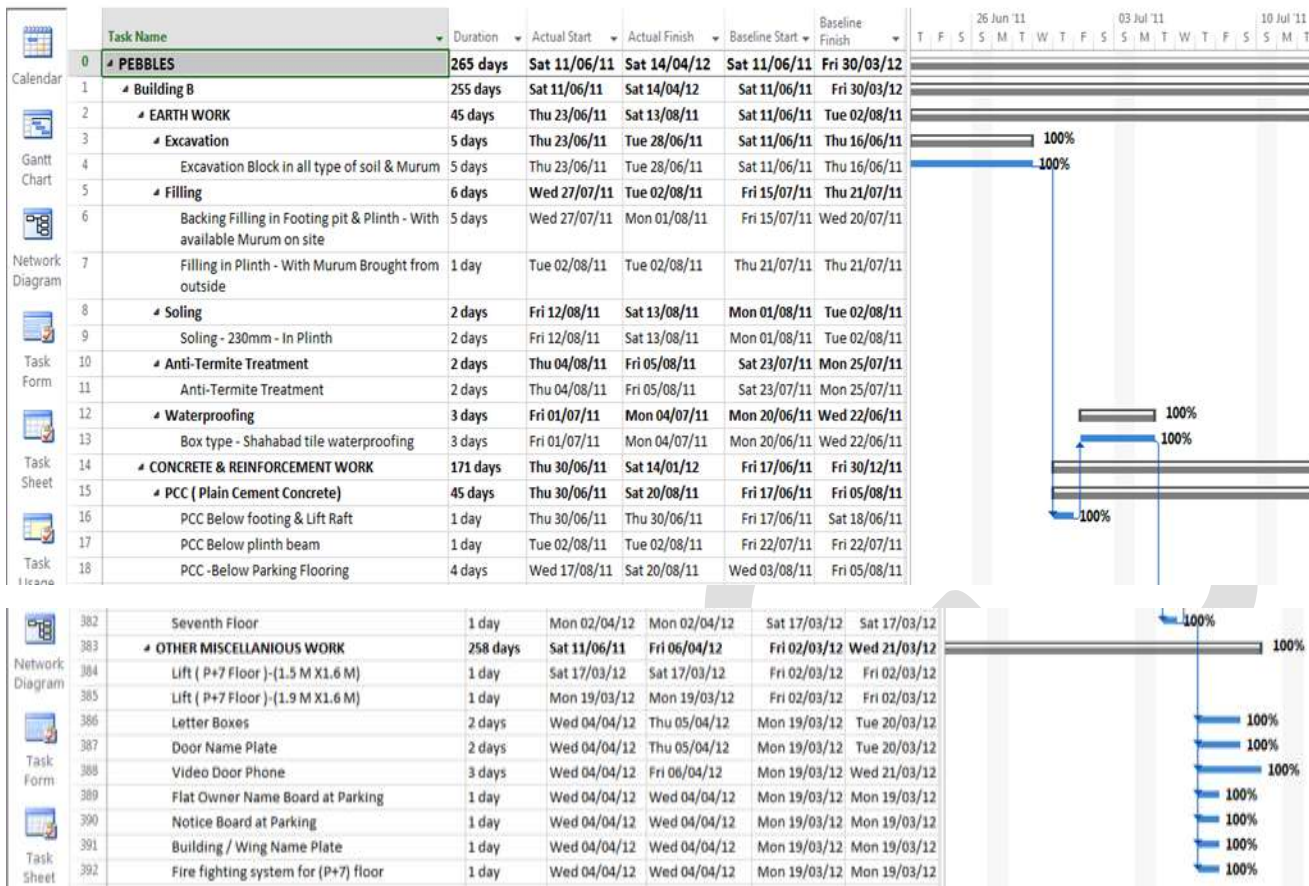 Task Name Duration Actual Start Actual Finish Baseline Start Baseline Finish
26 Jun '11 03 Jul '11 10 Jul '11
T F S S M T W T F S S M T W T F S S M T
Calendar
Gantt Chart
Network Diagram
Task Form
Task Sheet
Task Usage
0 PEBBLES 265 days Sat 11/06/11 Sat 14/04/12 Sat 11/06/11 Fri 30/03/12
1 Building B 255 days Sat 11/06/11 Sat 14/04/12 Sat 11/06/11 Fri 30/03/12
2 EARTH WORK 45 days Thu 23/06/11 Sat 13/08/11 Sat 11/06/11 Tue 02/08/11
3 Excavation 5 days Thu 23/06/11 Tue 28/06/11 Sat 11/06/11 Thu 16/06/11 100%
4 Excavation Block in all type of soil & Murum 5 days Thu 23/06/11 Tue 28/06/11 Sat 11/06/11 Thu 16/06/11 100%
5 Filling 6 days Wed 27/07/11 Tue 02/08/11 Fri 15/07/11 Thu 21/07/11
6 Backing Filling in Footing pit & Plinth - With 5 days Wed 27/07/11 Mon 01/08/11 Fri 15/07/11 Wed 20/07/11
available Murum on site
7 Filling in Plinth - With Murum Brought from 1 day Tue 02/08/11 Tue 02/08/11 Thu 21/07/11 Thu 21/07/11
outside
8 Soling 2 days Fri 12/08/11 Sat 13/08/11 Mon 01/08/11 Tue 02/08/11
9 Soling - 230mm - In Plinth 2 days Fri 12/08/11 Sat 13/08/11 Mon 01/08/11 Tue 02/08/11
10 Anti-Termite Treatment 2 days Thu 04/08/11 Fri 05/08/11 Sat 23/07/11 Mon 25/07/11
11 Anti-Termite Treatment 2 days Thu 04/08/11 Fri 05/08/11 Sat 23/07/11 Mon 25/07/11
12 Waterproofing 3 days Fri 01/07/11 Mon 04/07/11 Mon 20/06/11 Wed 22/06/11 100%
13 Box type - Shahabad tile waterproofing 3 days Fri 01/07/11 Mon 04/07/11 Mon 20/06/11 Wed 22/06/11 100%
14 CONCRETE & REINFORCEMENT WORK 171 days Thu 30/06/11 Sat 14/01/12 Fri 17/06/11 Fri 30/12/11
15 PCC ( Plain Cement Concrete) 45 days Thu 30/06/11 Sat 20/08/11 Fri 17/06/11 Fri 05/08/11
16 PCC Below footing & Lift Raft 1 day Thu 30/06/11 Thu 30/06/11 Fri 17/06/11 Sat 18/06/11 100%
17 PCC Below plinth beam 1 day Tue 02/08/11 Tue 02/08/11 Fri 22/07/11 Fri 22/07/11
18 PCC -Below Parking Flooring 4 days Wed 17/08/11 Sat 20/08/11 Wed 03/08/11 Fri 05/08/11
Network Diagram
Task Form
Task Sheet
382 Seventh Floor 1 day Mon 02/04/12 Mon 02/04/12 Sat 17/03/12 Sat 17/03/12 100%
383 OTHER MISCELLANIOUS WORK 258 days Sat 11/06/11 Fri 06/04/12 Fri 02/03/12 Wed 21/03/12 100%
384 Lift ( P+7 Floor )-(1.5 M X1.6 M) 1 day Sat 17/03/12 Sat 17/03/12 Fri 02/03/12 Fri 02/03/12
385 Lift ( P+7 Floor )-(1.9 M X1.6 M) 1 day Mon 19/03/12 Mon 19/03/12 Fri 02/03/12 Fri 02/03/12
386 Letter Boxes 2 days Wed 04/04/12 Thu 05/04/12 Mon 19/03/12 Tue 20/03/12 100%
387 Door Name Plate 2 days Wed 04/04/12 Thu 05/04/12 Mon 19/03/12 Tue 20/03/12 100%
388 Video Door Phone 3 days Wed 04/04/12 Fri 06/04/12 Mon 19/03/12 Wed 21/03/12 100%
389 Flat Owner Name Board at Parking 1 day Wed 04/04/12 Wed 04/04/12 Mon 19/03/12 Mon 19/03/12 100%
390 Notice Board at Parking 1 day Wed 04/04/12 Wed 04/04/12 Mon 19/03/12 Mon 19/03/12 100%
391 Building / Wing Name Plate 1 day Wed 04/04/12 Wed 04/04/12 Mon 19/03/12 Mon 19/03/12 100%
392 Fire fighting system for (P+7) floor 1 day Wed 04/04/12 Wed 04/04/12 Mon 19/03/12 Mon 19/03/12 100%